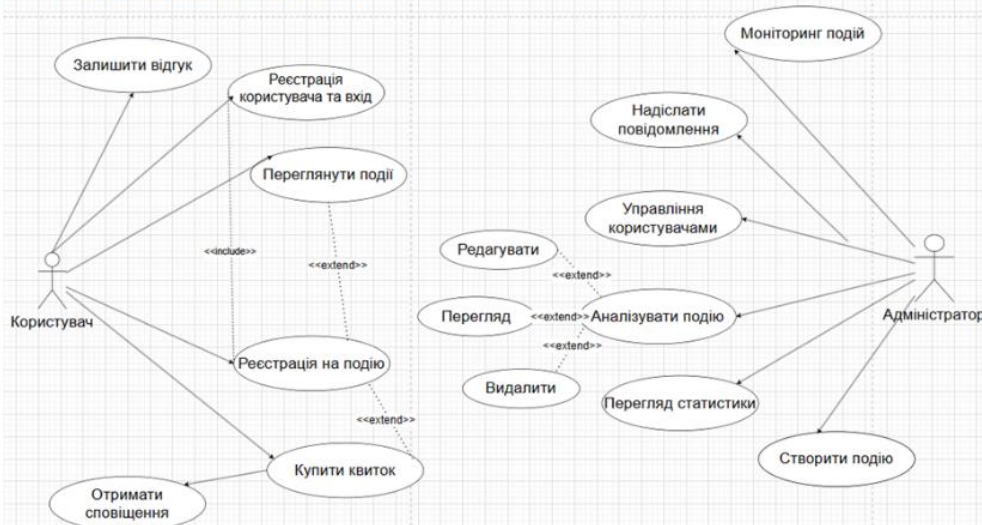 Моніторинг подій
Залишити відгук
Реєстрація
користувача та вхід
Надіслати
повідомлення
Переглянути події
Управління
користувачами
Редагувати
<<include>>
<<extend>>
<<extend>>
Користувач
Перегляд
<<extend>>
Аналізувати подію
Адміністратор
<<extend>>
Реєстрація на подію
Видалити
Перегляд статистики
<<extend>>
Купити квиток
Створити подію
Отримати
сповіщення